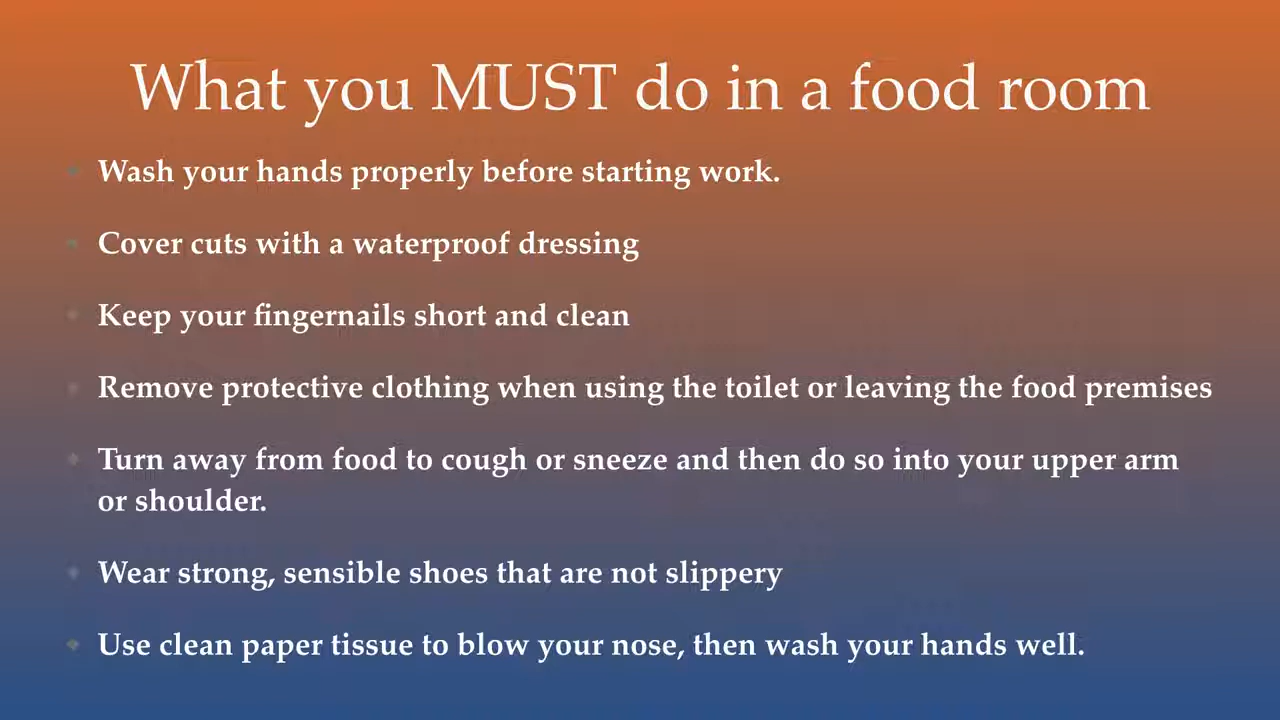 What you MUST do in a food room
Wash your hands properly before starting work.
Cover cuts with a waterproof dressing
Keep your fingernails short and clean
Remove protective clothing when using the toilet or leaving the food premises
Turn away from food to cough or sneeze and then do so into your upper arm
or shoulder.
Wear strong, sensible shoes that are not slippery
Use clean paper tissue to blow your nose, then wash your hands well.